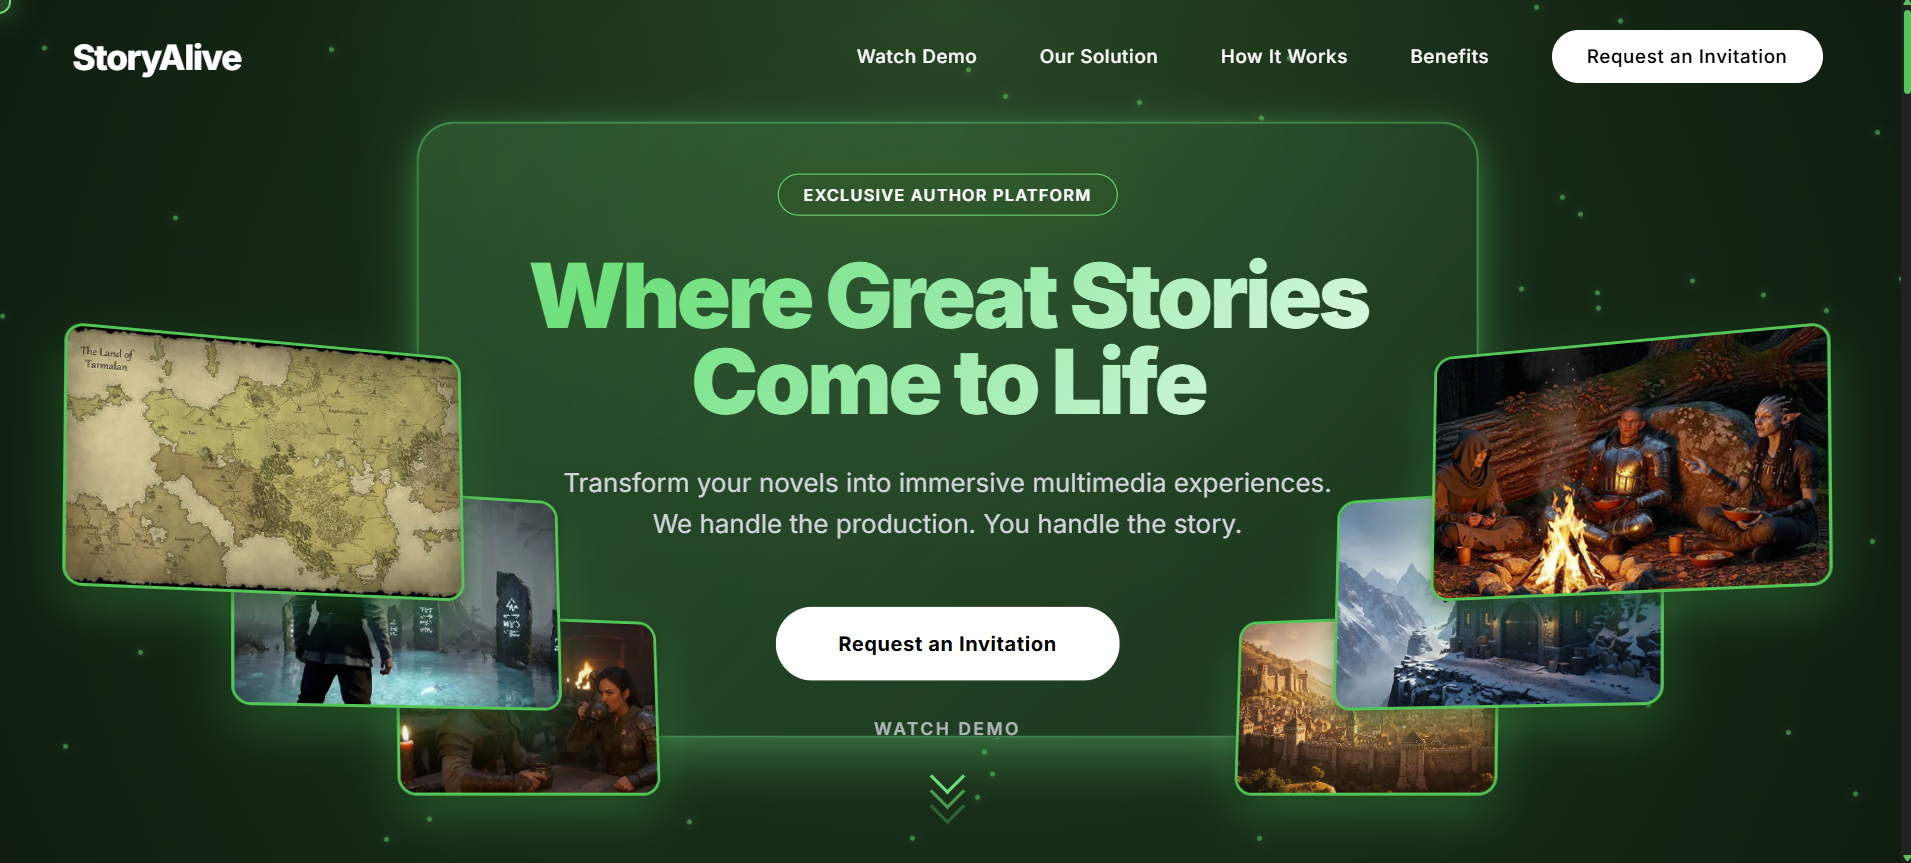 StoryAlive
Watch Demo
Our Solution
How It Works
Benefits
Request an Invitation
EXCLUSIVE AUTHOR PLATFORM
Where Great Stories
Come to Life
The Land of
Tarmalan
Transform your novels into immersive multimedia experiences.
We handle the production. You handle the story.
Request an Invitation
WATCH DEMO